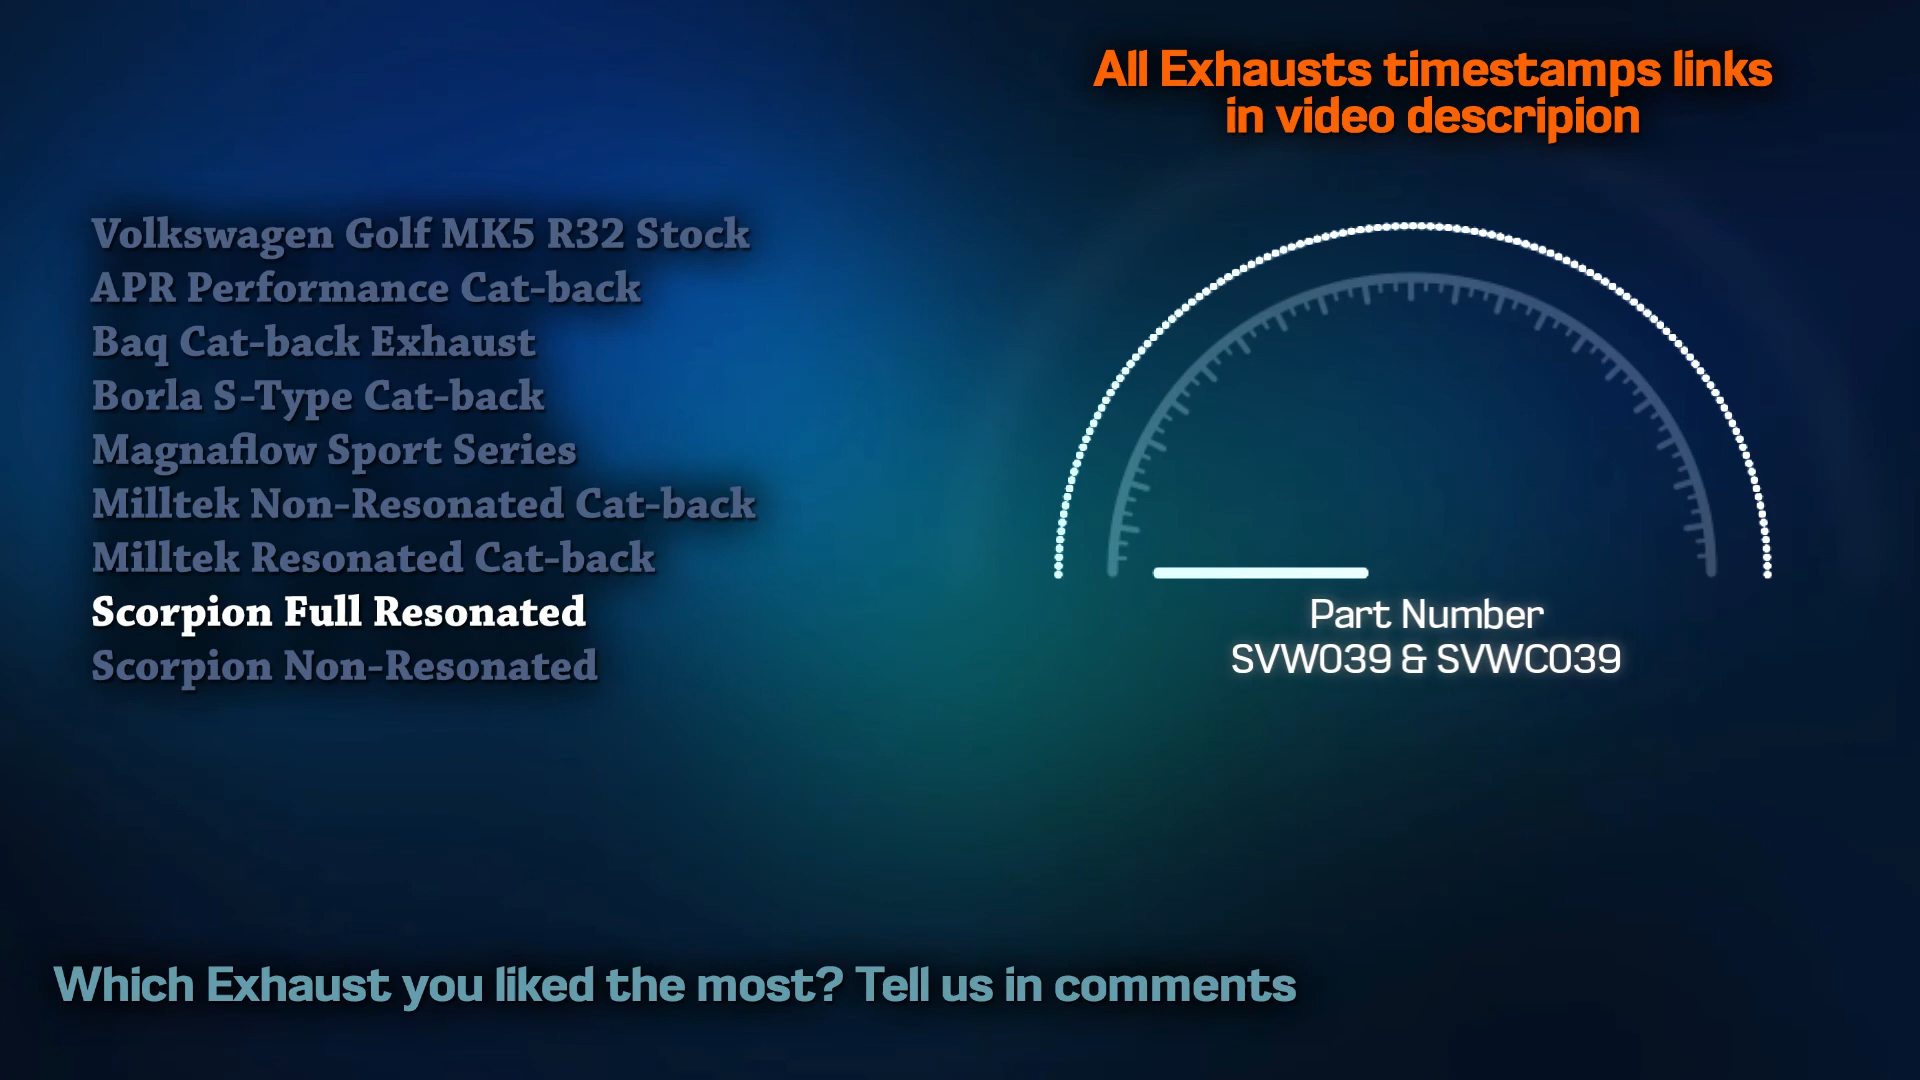 All Exhausts timestamps links
in video descripion
Volkswagen Golf MK5 R32 Stock
APR Performance Cat-back
Baq Cat-back Exhaust
Borla S-Type Cat-back
Magnaflow Sport Series
Milltek Non-Resonated Cat-back
Milltek Resonated Cat-back
Scorpion Full Resonated
Scorpion Non-Resonated
Part Number
SVW039 & SVWC039
Which Exhaust you liked the most? Tell us in comments